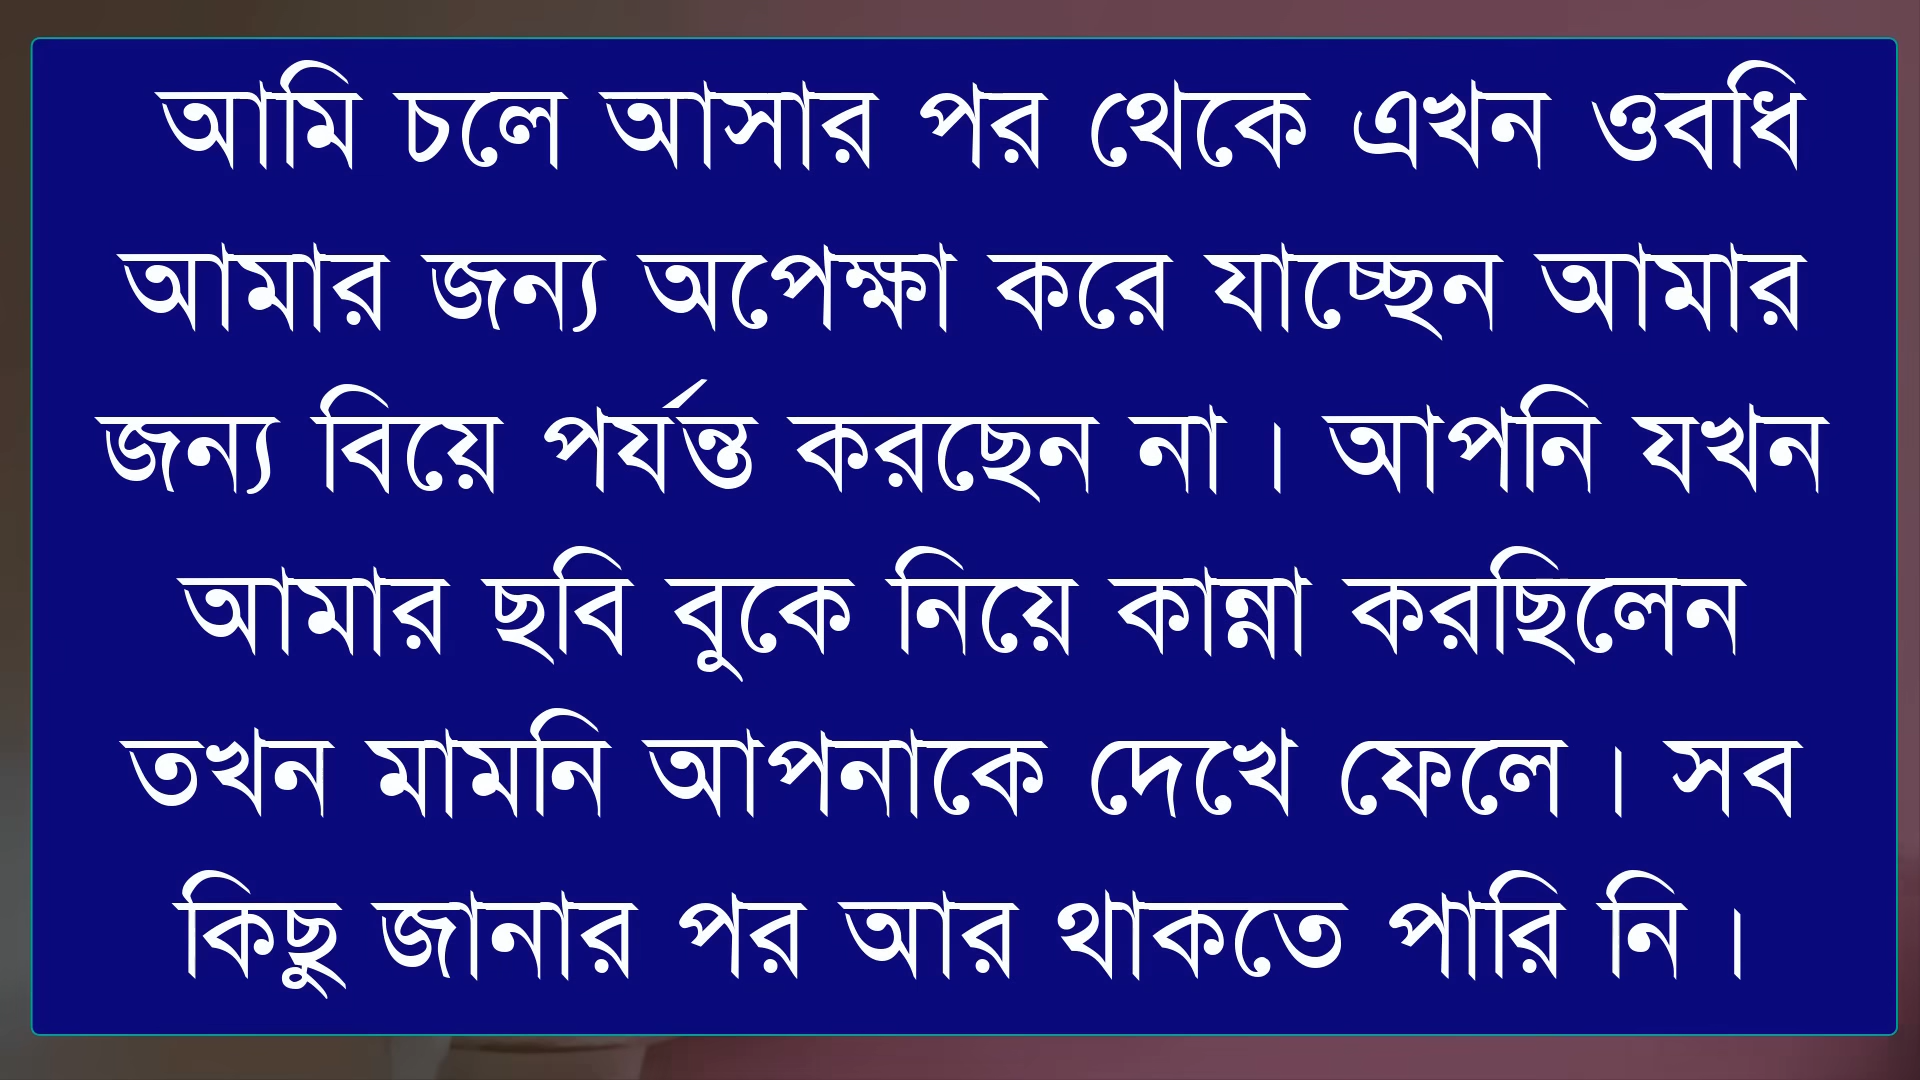 আমি চলে আসার পর থেকে এখন ওবধি
আমার জন্য অপেক্ষা করে যাচ্ছেন আমার
জন্য বিয়ে পর্যন্ত করছেন না। আপনি যখন
আমার ছবি বুকে নিয়ে কান্না করছিলেন
তখন মামনি আপনাকে দেখে ফেলে। সব
কিছু জানার পর আর থাকতে পারি নি।